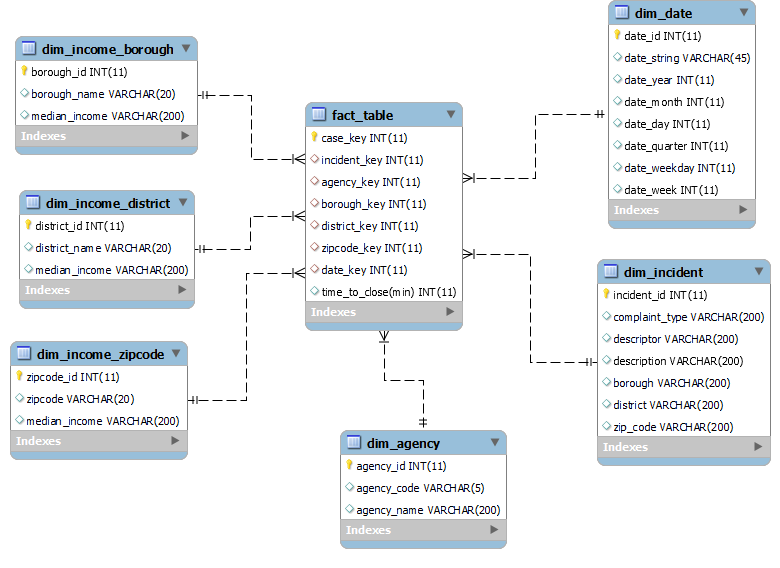 dim_income_borough
borough_id INT(11)
borough_name VARCHAR(20)
median_income VARCHAR(200)
Indexes
dim_income_district
district_id INT(11)
district_name VARCHAR(20)
median_income VARCHAR(200)
Indexes
dim_income_zipcode
zipcode_id INT(11)
zipcode VARCHAR(20)
median_income VARCHAR(200)
Indexes
fact_table
case_key INT(11)
incident_key INT(11)
agency_key INT(11)
borough_key INT(11)
district_key INT(11)
zipcode_key INT(11)
date_key INT(11)
time_to_close(min) INT(11)
Indexes
dim_agency
agency_id INT(11)
agency_code VARCHAR(5)
agency_name VARCHAR(200)
Indexes
dim_date
date_id INT(11)
date_string VARCHAR(45)
date_year INT(11)
date_month INT(11)
date_day INT(11)
date_quarter INT(11)
date_weekday INT(11)
date_week INT(11)
Indexes
dim_incident
incident_id INT(11)
complaint_type VARCHAR(200)
descriptor VARCHAR(200)
description VARCHAR(200)
borough VARCHAR(200)
district VARCHAR(200)
zip_code VARCHAR(200)
Indexes